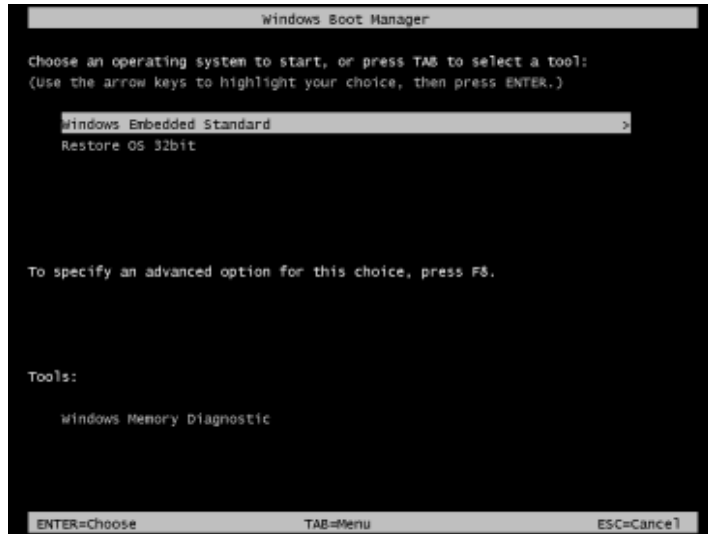 Windows Boot Manager
Choose an operating system to start, or press TAB to select a tool:
(Use the arrow keys to highlight your choice, then press ENTER.)
Windows Embedded Standard >
Restore OS 32bit
To specify an advanced option for this choice, press F8.
Tools:
Windows Memory Diagnostic
ENTER=Choose TAB=Menu ESC=Cancel